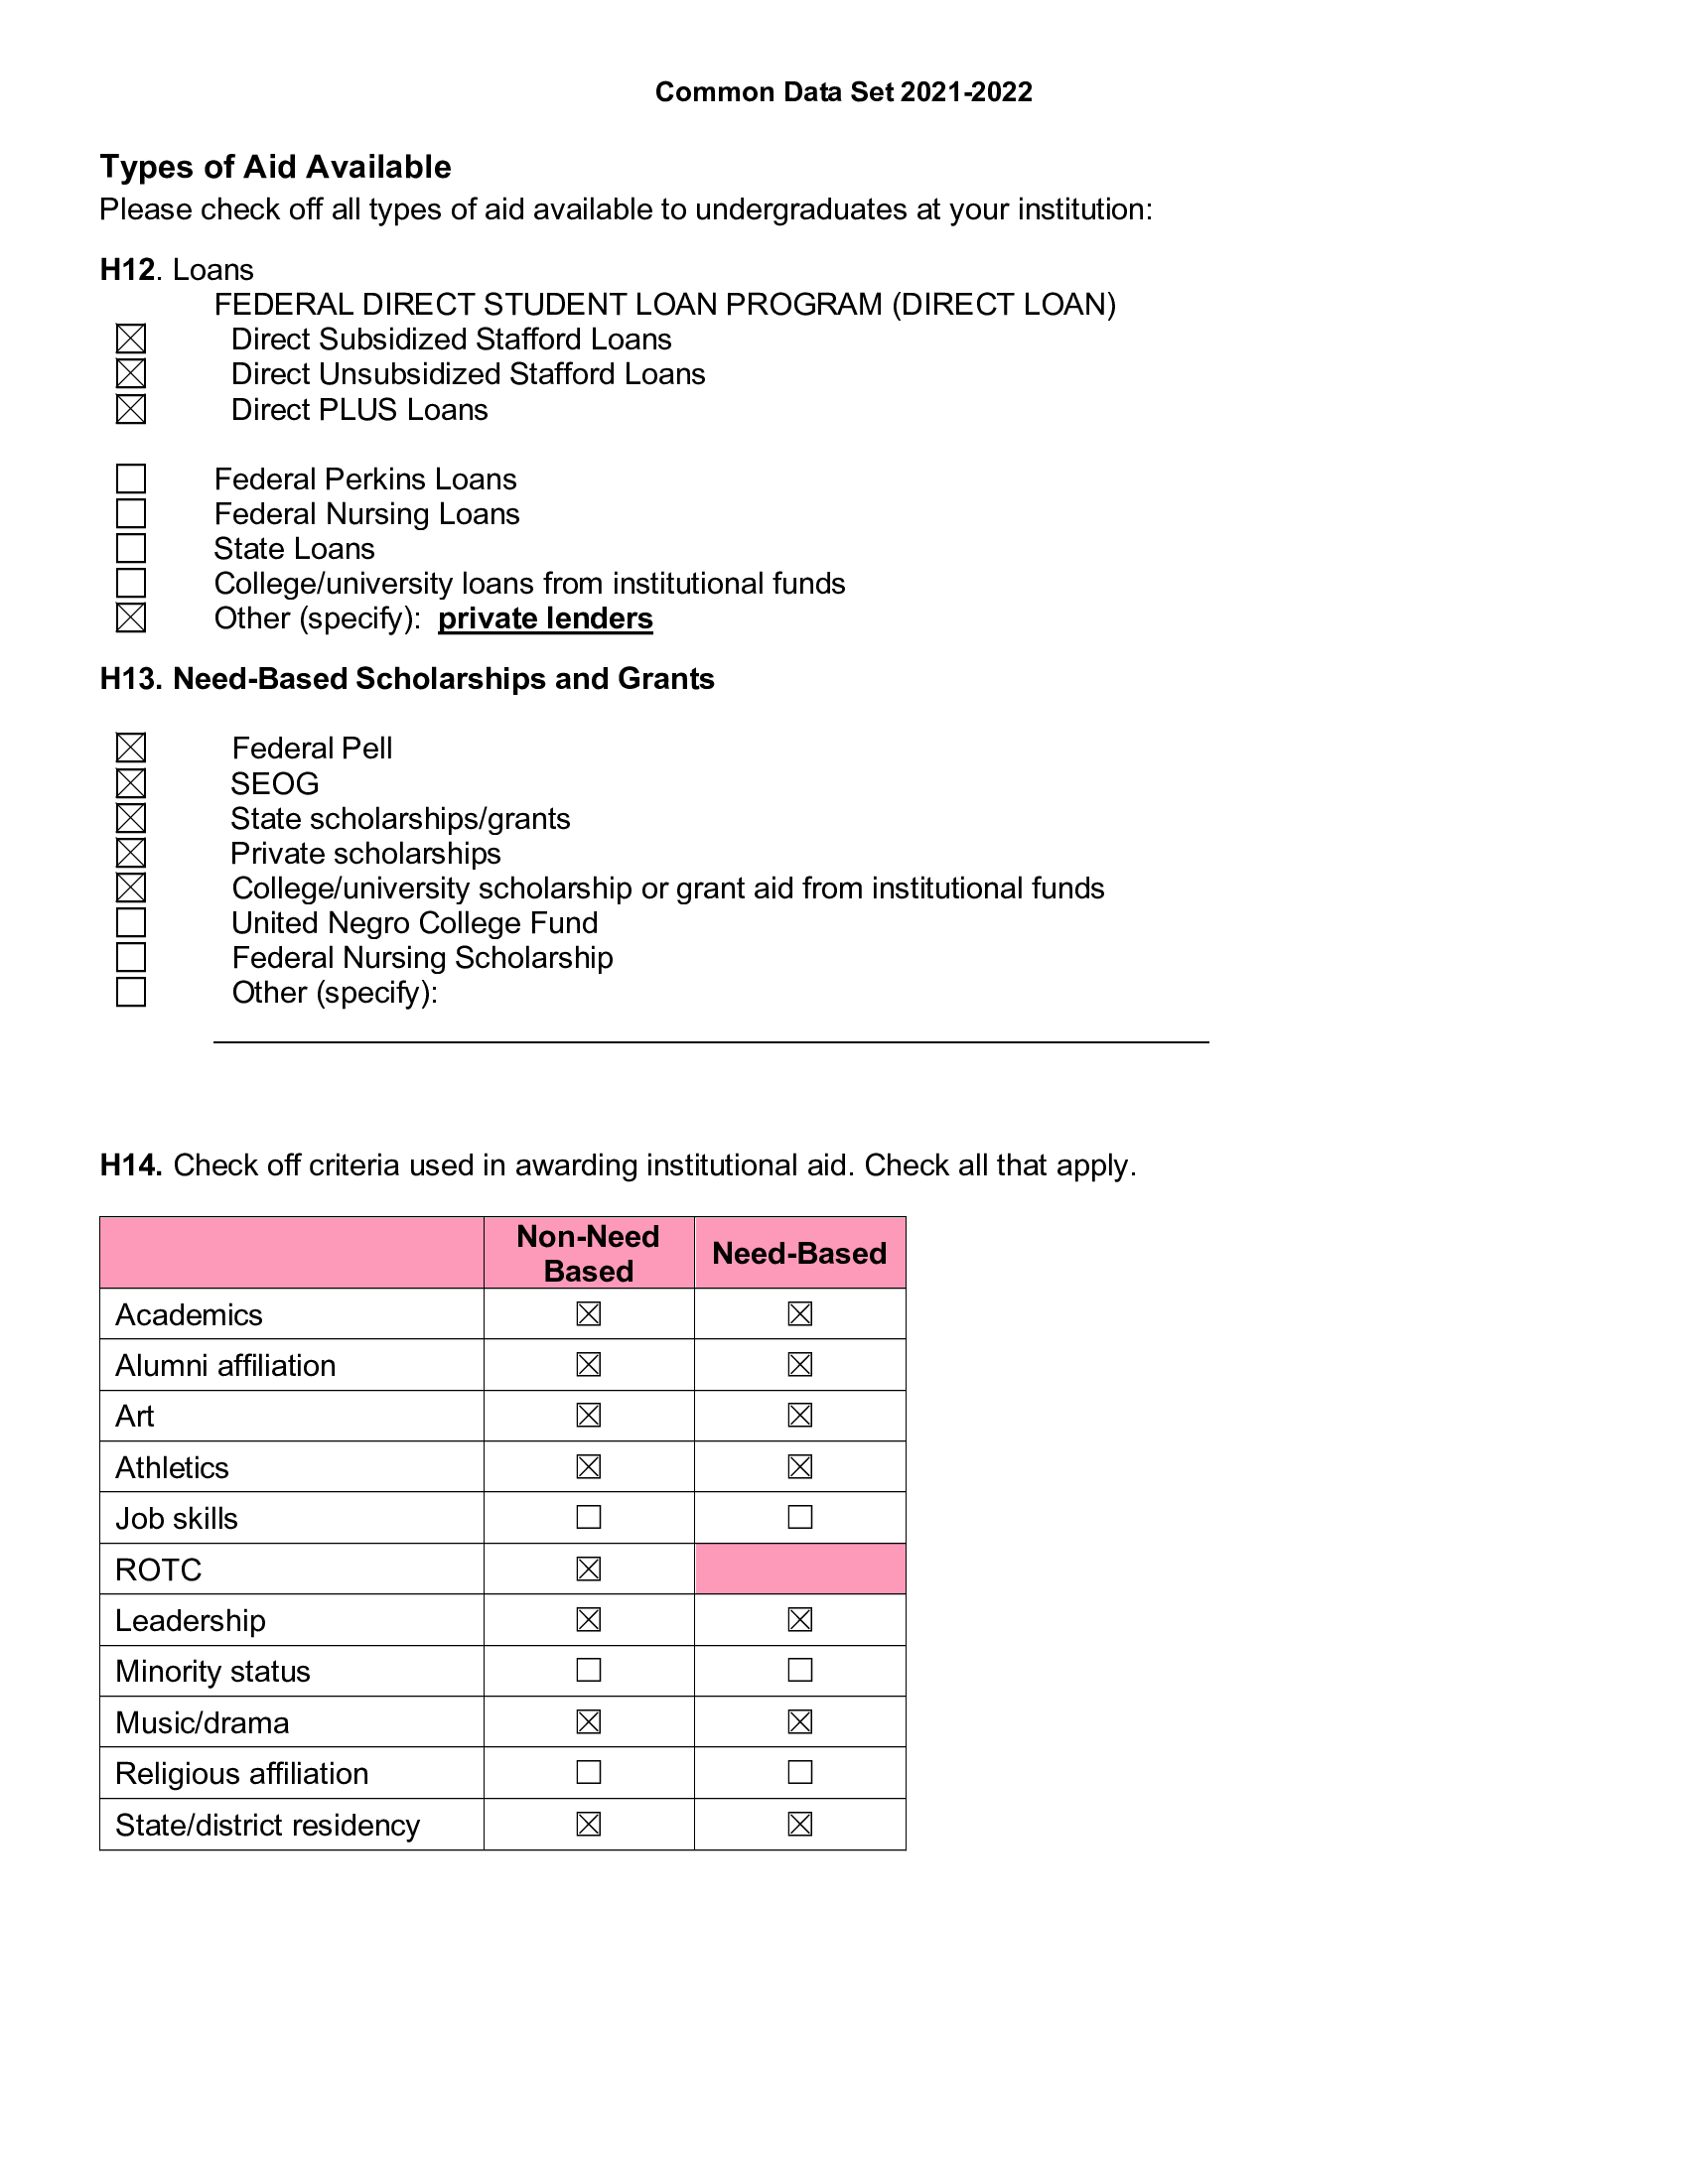 Common Data Set 2021-2022
Types of Aid Available
Please check off all types of aid available to undergraduates at your institution:
H12. Loans
FEDERAL DIRECT STUDENT LOAN PROGRAM (DIRECT LOAN)
☒ Direct Subsidized Stafford Loans
☒ Direct Unsubsidized Stafford Loans
☒ Direct PLUS Loans
☐ Federal Perkins Loans
☐ Federal Nursing Loans
☐ State Loans
☐ College/university loans from institutional funds
☒ Other (specify): private lenders
H13. Need-Based Scholarships and Grants
☒ Federal Pell
☒ SEOG
☒ State scholarships/grants
☒ Private scholarships
☒ College/university scholarship or grant aid from institutional funds
☐ United Negro College Fund
☐ Federal Nursing Scholarship
☐ Other (specify):
H14. Check off criteria used in awarding institutional aid. Check all that apply.
Non-Need
Based
Need-Based
Academics ☒ ☒
Alumni affiliation ☒ ☒
Art ☒ ☒
Athletics ☒ ☒
Job skills ☐ ☐
ROTC ☒
Leadership ☒ ☒
Minority status ☐ ☐
Music/drama ☒ ☒
Religious affiliation ☐ ☐
State/district residency ☒ ☒